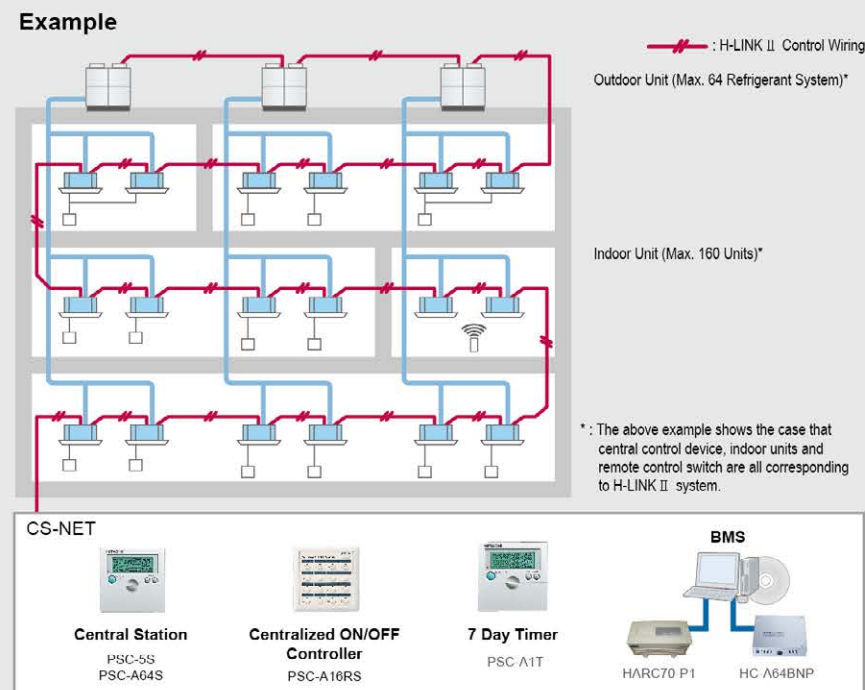 Example
: H-LINK II Control Wiring
Outdoor Unit (Max. 64 Refrigerant System)*
Indoor Unit (Max. 160 Units)*
* : The above example shows the case that
central control device, indoor units and
remote control switch are all corresponding
to H-LINK II system.
CS-NET
BMS
Central Station
PSC-5S
PSC-A64S
Centralized ON/OFF
Controller
PSC-A16RS
7 Day Timer
PSC-A1T
HARC70 P1
HC A64BNP